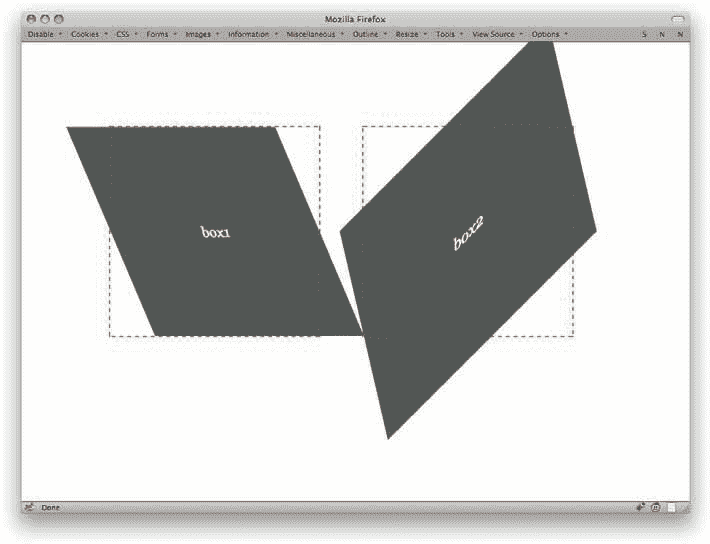 Mozilla Firefox
Disable Cookies CSS Forms Images Information Miscellaneous Outline Resize Tools View Source Options S N N
box1
box2
Done